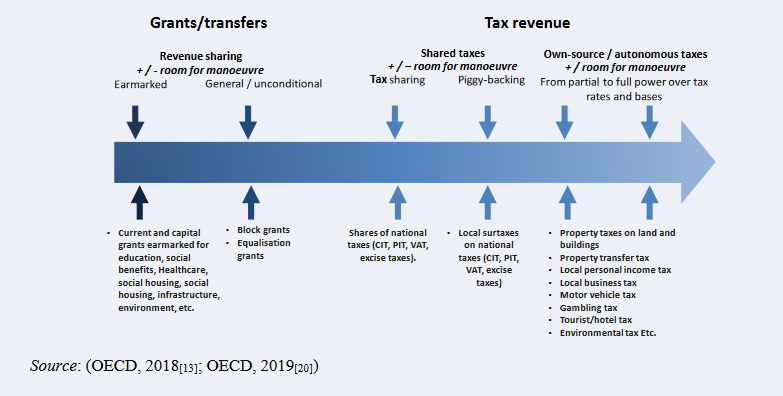 Grants/transfers
Tax revenue
Revenue sharing
+ / - room for manoeuvre
Earmarked
General / unconditional
Shared taxes
+ / – room for manoeuvre
Tax sharing
Piggy-backing
Own-source / autonomous taxes
+ / room for manoeuvre
From partial to full power over tax
rates and bases
• Current and capital
grants earmarked for
education, social
benefits, Healthcare,
social housing, social
housing, infrastructure,
environment, etc.
• Block grants
• Equalisation
grants
Shares of national
taxes (CIT, PIT, VAT,
excise taxes).
• Local surtaxes
on national
taxes (CIT, PIT,
VAT, excise
taxes)
• Property taxes on land and
buildings
• Property transfer tax
• Local personal income tax
• Local business tax
• Motor vehicle tax
• Gambling tax
• Tourist/hotel tax
• Environmental tax Etc.
Source: (OECD, 2018[13]; OECD, 2019[20])